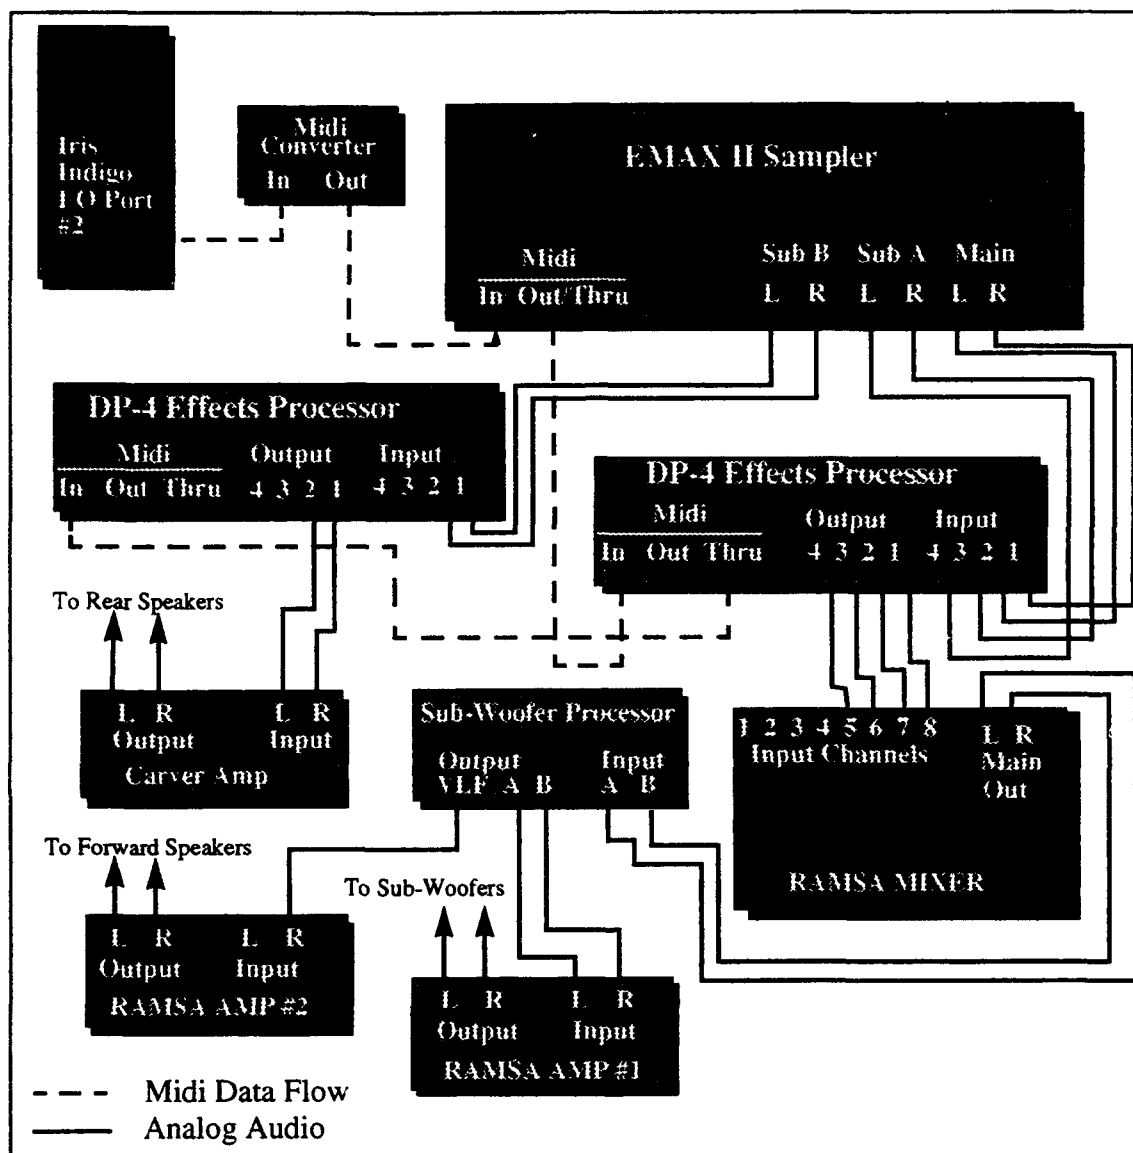 Iris
Indigo
I/O Port
#2
Midi
Converter
In Out
EMAX II Sampler
Midi
In Out/Thru
Sub B Sub A Main
L R L R L R
DP-4 Effects Processor
Midi Output Input
In Out Thru 4 3 2 1 4 3 2 1
DP-4 Effects Processor
Midi Output Input
In Out Thru 4 3 2 1 4 3 2 1
To Rear Speakers
L R L R
Output Input
Carver Amp
Sub-Woofer Processor
Output Input
VLF A B A B
1 2 3 4 5 6 7 8
Input Channels
L R
Main
Out
RAMSA MIXER
To Forward Speakers
L R L R
Output Input
RAMSA AMP #2
To Sub-Woofers
L R L R
Output Input
RAMSA AMP #1
Midi Data Flow
Analog Audio